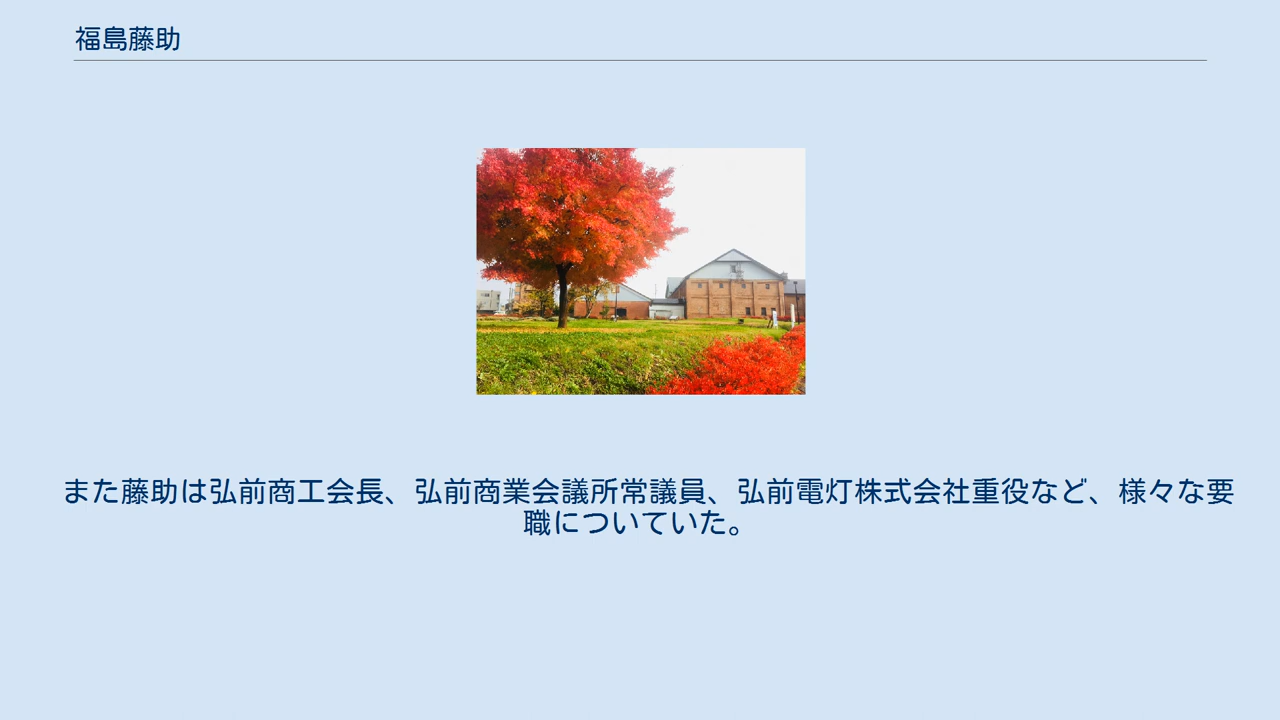 福島藤助
また藤助は弘前商工会長、弘前商業会議所常議員、弘前電灯株式会社重役など、様々な要
職についていた。